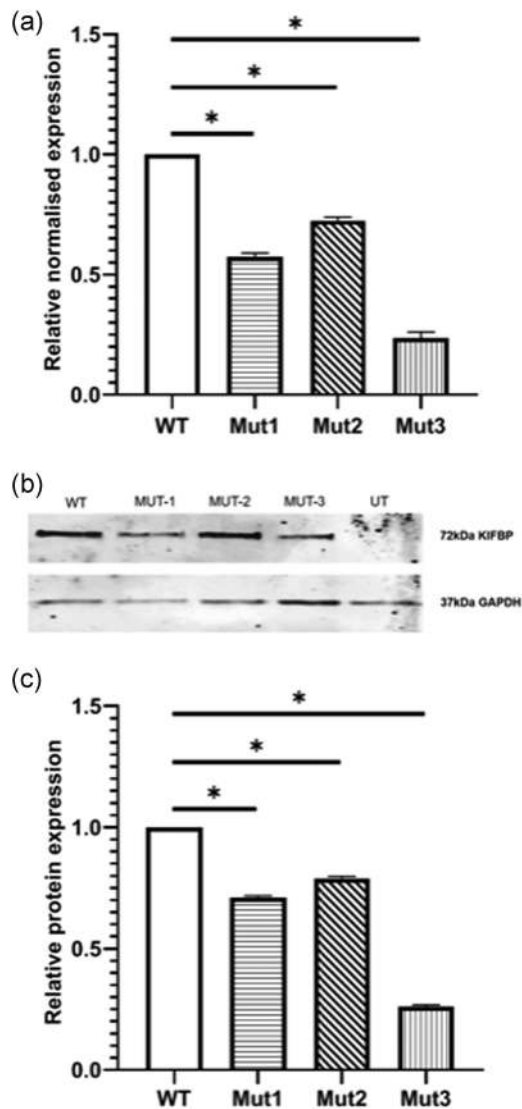 (a)
Relative normalised expression
1.5
1.0
0.5
0.0
*
*
*
WT Mut1 Mut2 Mut3
(b)
WT MUT-1 MUT-2 MUT-3 UT
72kDa KIFBP
37kDa GAPDH
(c)
Relative protein expression
1.5
1.0
0.5
0.0
*
*
*
WT Mut1 Mut2 Mut3